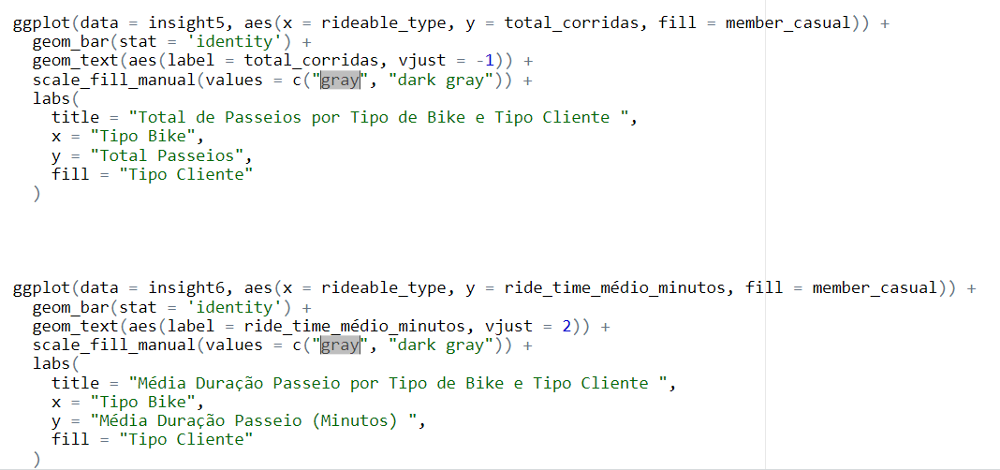 ggplot(data = insight5, aes(x = rideable_type, y = total_corridas, fill = member_casual)) +
  geom_bar(stat = 'identity') +
  geom_text(aes(label = total_corridas, vjust = -1)) +
  scale_fill_manual(values = c("gray", "dark gray")) +
  labs(
    title = "Total de Passeios por Tipo de Bike e Tipo Cliente ",
    x = "Tipo Bike",
    y = "Total Passeios",
    fill = "Tipo Cliente"
  )
ggplot(data = insight6, aes(x = rideable_type, y = ride_time_médio_minutos, fill = member_casual)) +
  geom_bar(stat = 'identity') +
  geom_text(aes(label = ride_time_médio_minutos, vjust = 2)) +
  scale_fill_manual(values = c("gray", "dark gray")) +
  labs(
    title = "Média Duração Passeio por Tipo de Bike e Tipo Cliente ",
    x = "Tipo Bike",
    y = "Média Duração Passeio (Minutos) ",
    fill = "Tipo Cliente"
  )